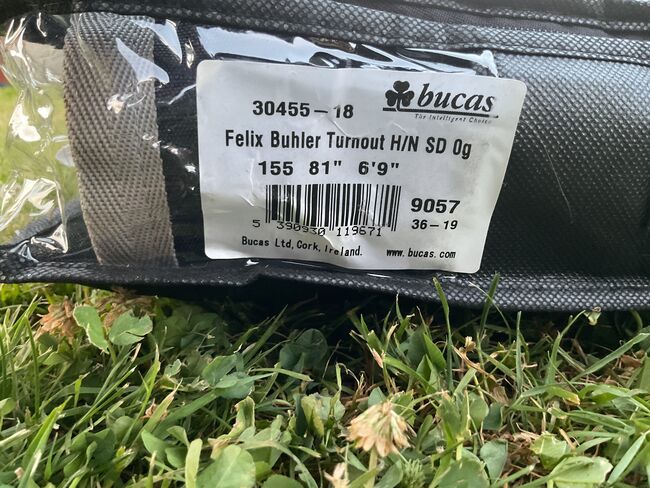 30455-18
bucas
The Intelligent Choice
Felix Buhler Turnout H/N SD 0g
155 81" 6'9"
5 390930 119671
9057
36-19
Bucas Ltd, Cork, Ireland. www.bucas.com